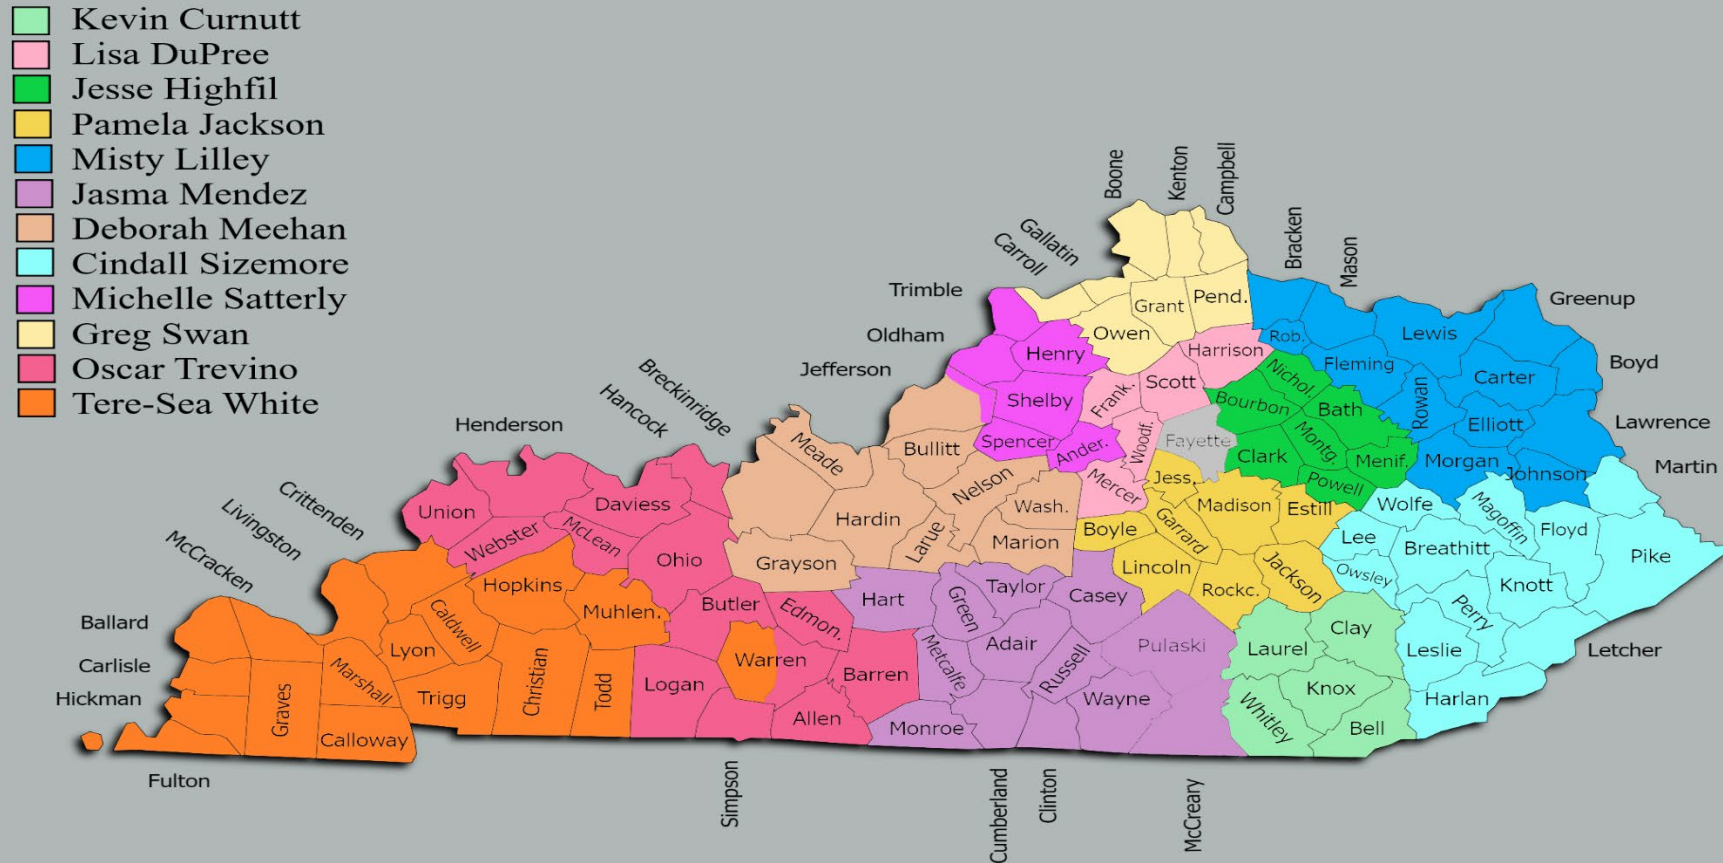 Kevin Curnutt
Lisa DuPree
Jesse Highfil
Pamela Jackson
Misty Lilley
Jasma Mendez
Deborah Meehan
Cindall Sizemore
Michelle Satterly
Greg Swan
Oscar Trevino
Tere-Sea White
Boone
Kenton
Campbell
Gallatin
Carroll
Bracken
Mason
Trimble
Grant
Pend.
Greenup
Oldham
Owen
Rob.
Lewis
Henry
Harrison
Jefferson
Fleming
Boyd
Breckinridge
Hancock
Shelby
Frank.
Scott
Nichol.
Carter
Rowan
Bourbon
Bath
Henderson
Meade
Bullitt
Spencer
Ander.
Woodf.
Fayette
Montg.
Elliott
Lawrence
Clark
Menif.
Morgan
Martin
Crittenden
Livingston
McCracken
Union
Daviess
Hardin
Nelson
Wash.
Mercer
Jess.
Madison
Powell
Estill
Johnson
Wolfe
Magoffin
Floyd
Webster
McLean
Ohio
Grayson
Larue
Marion
Boyle
Garrard
Lee
Breathitt
Pike
Hopkins
Lincoln
Rockc.
Jackson
Owsley
Knott
Ballard
Caldwell
Muhlen.
Butler
Edmon.
Hart
Green
Taylor
Casey
Perry
Clay
Carlisle
Lyon
Christian
Warren
Metcalfe
Adair
Russell
Pulaski
Laurel
Leslie
Letcher
Hickman
Graves
Marshall
Trigg
Todd
Logan
Barren
Wayne
Knox
Harlan
Calloway
Allen
Monroe
Whitley
Bell
Fulton
Simpson
Cumberland
Clinton
McCreary